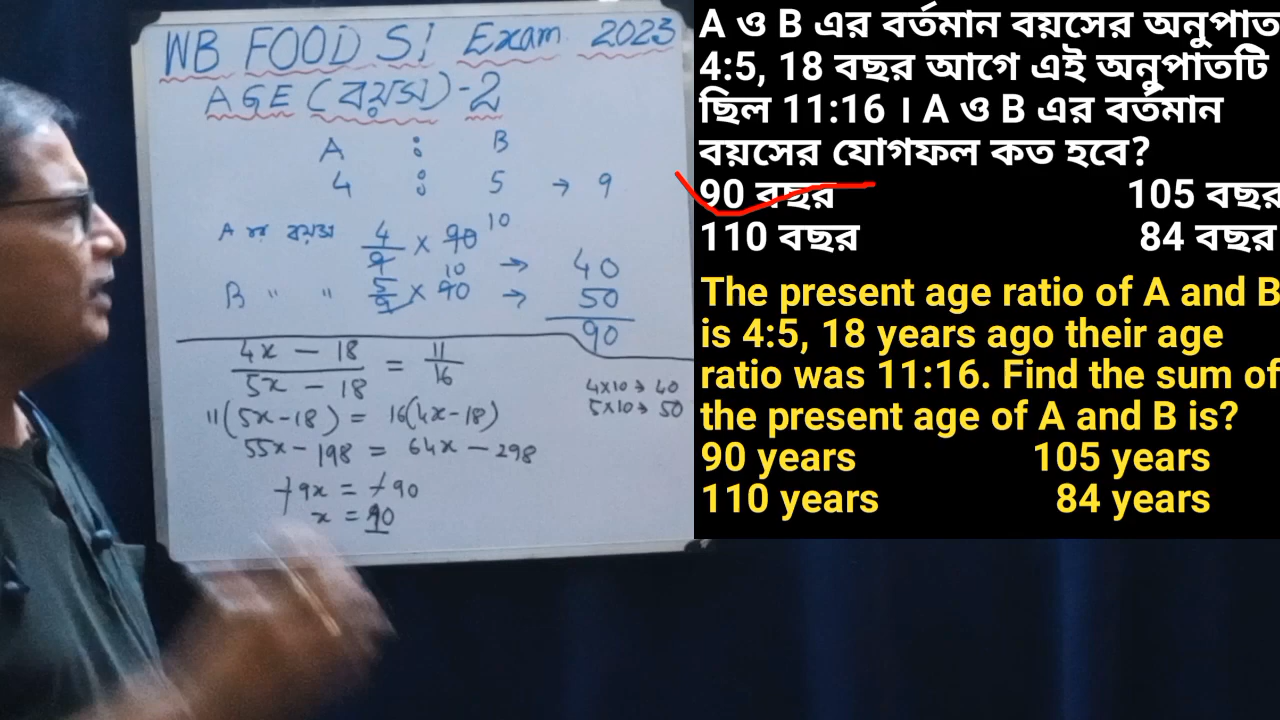 WB FOOD SI Exam 2023
AGE (বয়স)-2
A : B
4 : 5 → 9
A এর বয়স 4/9 × 90 10 → 40
B " " 5/9 × 90 10 → 50
90
4x - 18 / 5x - 18 = 11/16
11(5x-18) = 16(4x-18)
55x - 198 = 64x - 298
-9x = -90
x = 90
4x10→40
5x10→50
A ও B এর বর্তমান বয়সের অনুপাত
4:5, 18 বছর আগে এই অনুপাতটি
ছিল 11:16 । A ও B এর বর্তমান
বয়সের যোগফল কত হবে?
90 বছর 105 বছর
110 বছর 84 বছর
The present age ratio of A and B
is 4:5, 18 years ago their age
ratio was 11:16. Find the sum of
the present age of A and B is?
90 years 105 years
110 years 84 years